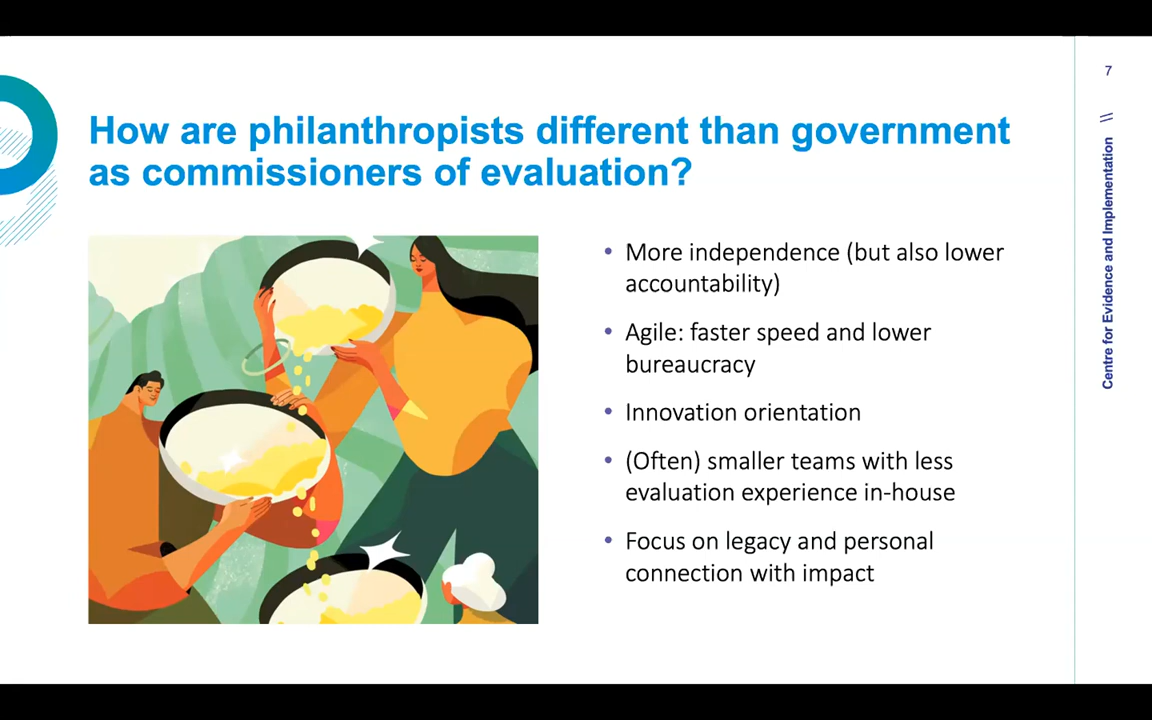 How are philanthropists different than government
as commissioners of evaluation?
• More independence (but also lower
accountability)
• Agile: faster speed and lower
bureaucracy
• Innovation orientation
• (Often) smaller teams with less
evaluation experience in-house
• Focus on legacy and personal
connection with impact
7
Centre for Evidence and Implementation \\